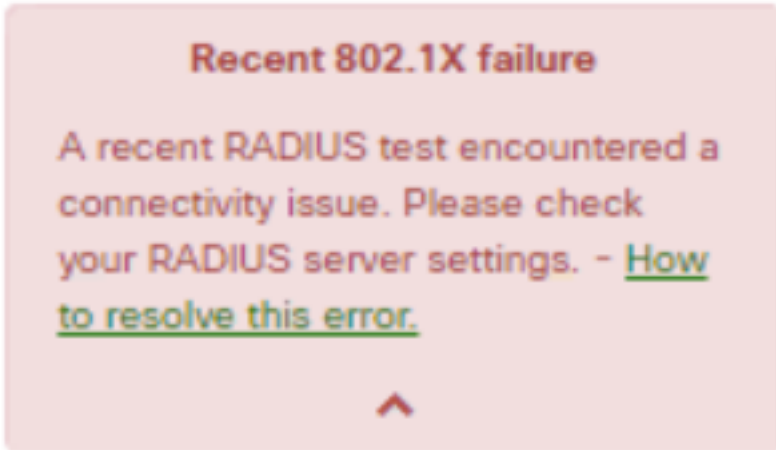 Recent 802.1X failure
A recent RADIUS test encountered a
connectivity issue. Please check
your RADIUS server settings. - How
to resolve this error.